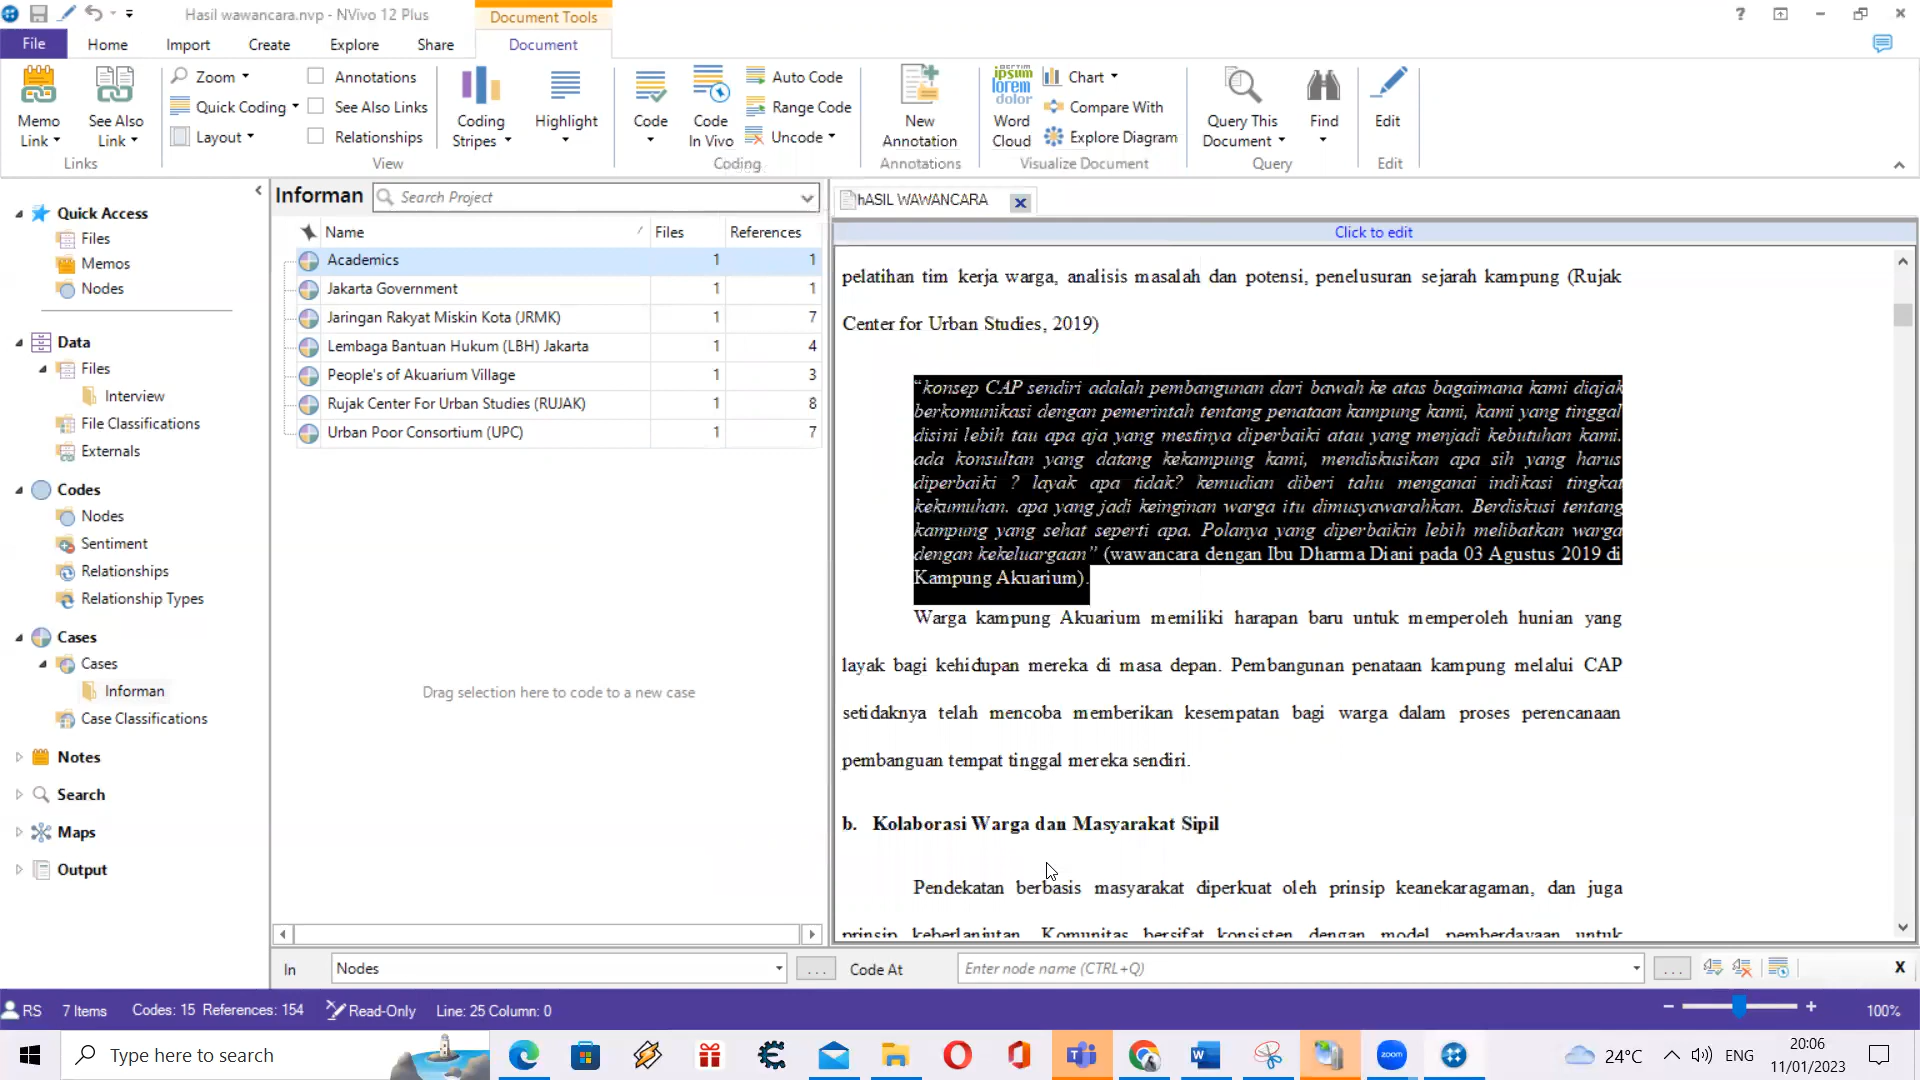 Hasil wawancara.nvp - NVivo 12 Plus
Document Tools
?
File
Home
Import
Create
Explore
Share
Document
Memo Link
See Also Link
Links
Zoom
Quick Coding
Layout
Annotations
See Also Links
Relationships
View
Coding Stripes
Highlight
Code
Code In Vivo
Auto Code
Range Code
Uncode
Coding
New Annotation
Annotations
Word Cloud
Chart
Compare With
Explore Diagram
Visualize Document
Query This Document
Find
Query
Edit
Edit
Quick Access
Files
Memos
Nodes
Data
Files
Interview
File Classifications
Externals
Codes
Nodes
Sentiment
Relationships
Relationship Types
Cases
Cases
Informan
Case Classifications
Notes
Search
Maps
Output
Informan
Search Project
Name Files References
Academics 1 1
Jakarta Government 1 1
Jaringan Rakyat Miskin Kota (JRMK) 1 7
Lembaga Bantuan Hukum (LBH) Jakarta 1 4
People's of Akuarium Village 1 3
Rujak Center For Urban Studies (RUJAK) 1 8
Urban Poor Consortium (UPC) 1 7
Drag selection here to code to a new case
hASIL WAWANCARA
Click to edit
pelatihan tim kerja warga, analisis masalah dan potensi, penelusuran sejarah kampung (Rujak
Center for Urban Studies, 2019)
“konsep CAP sendiri adalah pembangunan dari bawah ke atas bagaimana kami diajak
berkomunikasi dengan pemerintah tentang penataan kampung kami, kami yang tinggal
disini lebih tau apa aja yang mestinya diperbaiki atau yang menjadi kebutuhan kami.
ada konsultan yang datang kekampung kami, mendiskusikan apa sih yang harus
diperbaiki ? layak apa tidak? kemudian diberi tahu menganai indikasi tingkat
kekumuhan. apa yang jadi keinginan warga itu dimusyawarahkan. Berdiskusi tentang
kampung yang sehat seperti apa. Polanya yang diperbaikin lebih melibatkan warga
dengan kekeluargaan” (wawancara dengan Ibu Dharma Diani pada 03 Agustus 2019 di
Kampung Akuarium).
Warga kampung Akuarium memiliki harapan baru untuk memperoleh hunian yang
layak bagi kehidupan mereka di masa depan. Pembangunan penataan kampung melalui CAP
setidaknya telah mencoba memberikan kesempatan bagi warga dalam proses perencanaan
pembanguan tempat tinggal mereka sendiri.
b. Kolaborasi Warga dan Masyarakat Sipil
Pendekatan berbasis masyarakat diperkuat oleh prinsip keanekaragaman, dan juga
prinsip keberlanjutan. Komunitas bersifat konsisten dengan model pemberdayaan untuk
In
Nodes
...
Code At
Enter node name (CTRL+Q)
...
X
RS
7 Items
Codes: 15 References: 154
Read-Only
Line: 25 Column: 0
100%
Type here to search
zoom
24°C
ENG
20:06
11/01/2023